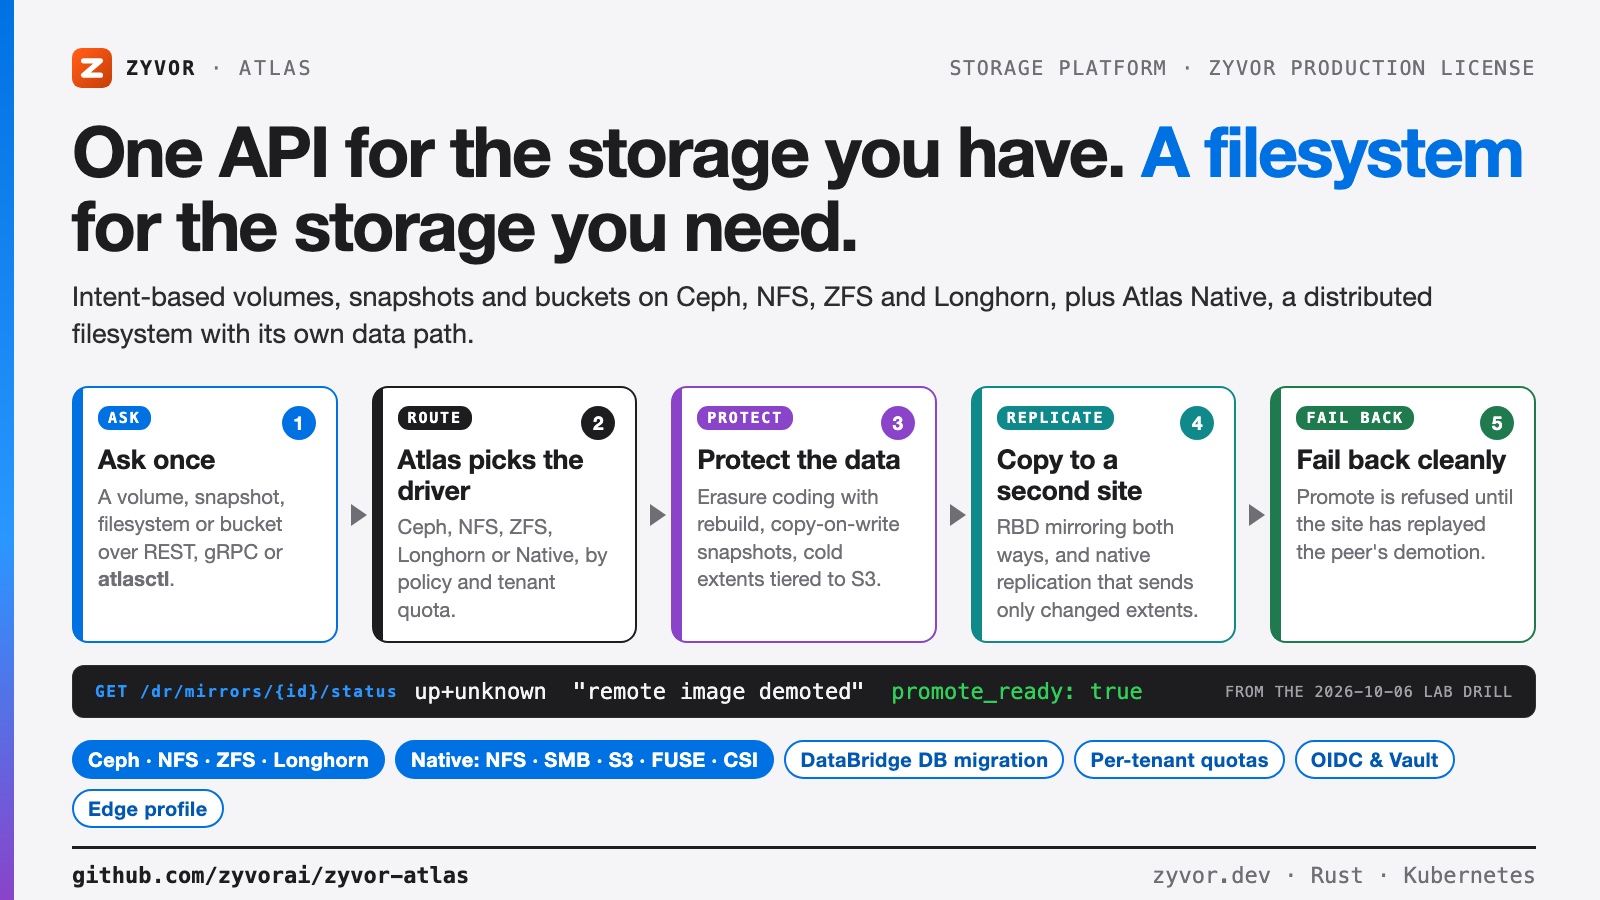 ZYVOR · ATLAS
STORAGE PLATFORM · ZYVOR PRODUCTION LICENSE
One API for the storage you have. A filesystem
for the storage you need.
Intent-based volumes, snapshots and buckets on Ceph, NFS, ZFS and Longhorn, plus Atlas Native, a distributed
filesystem with its own data path.
ASK
1
Ask once
A volume, snapshot,
filesystem or bucket
over REST, gRPC or
atlasctl.
ROUTE
2
Atlas picks the
driver
Ceph, NFS, ZFS,
Longhorn or Native, by
policy and tenant
quota.
PROTECT
3
Protect the data
Erasure coding with
rebuild, copy-on-write
snapshots, cold
extents tiered to S3.
REPLICATE
4
Copy to a
second site
RBD mirroring both
ways, and native
replication that sends
only changed extents.
FAIL BACK
5
Fail back cleanly
Promote is refused until
the site has replayed
the peer's demotion.
GET /dr/mirrors/{id}/status up+unknown "remote image demoted" promote_ready: true
FROM THE 2026-10-06 LAB DRILL
Ceph · NFS · ZFS · Longhorn
Native: NFS · SMB · S3 · FUSE · CSI
DataBridge DB migration
Per-tenant quotas
OIDC & Vault
Edge profile
github.com/zyvorai/zyvor-atlas
zyvor.dev · Rust · Kubernetes